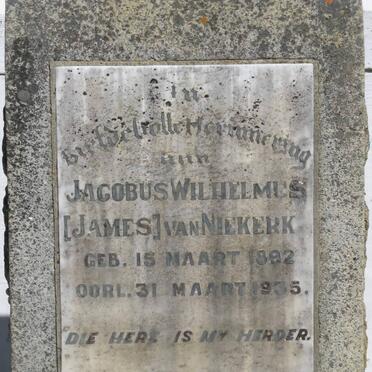 In
Liefdevolle Herinnering
aan
JACOBUS WILHELMUS
[JAMES] VAN NIEKERK
GEB. 15 MAART 1892
OORL. 31 MAART 1935.
DIE HERE IS MY HERDER.